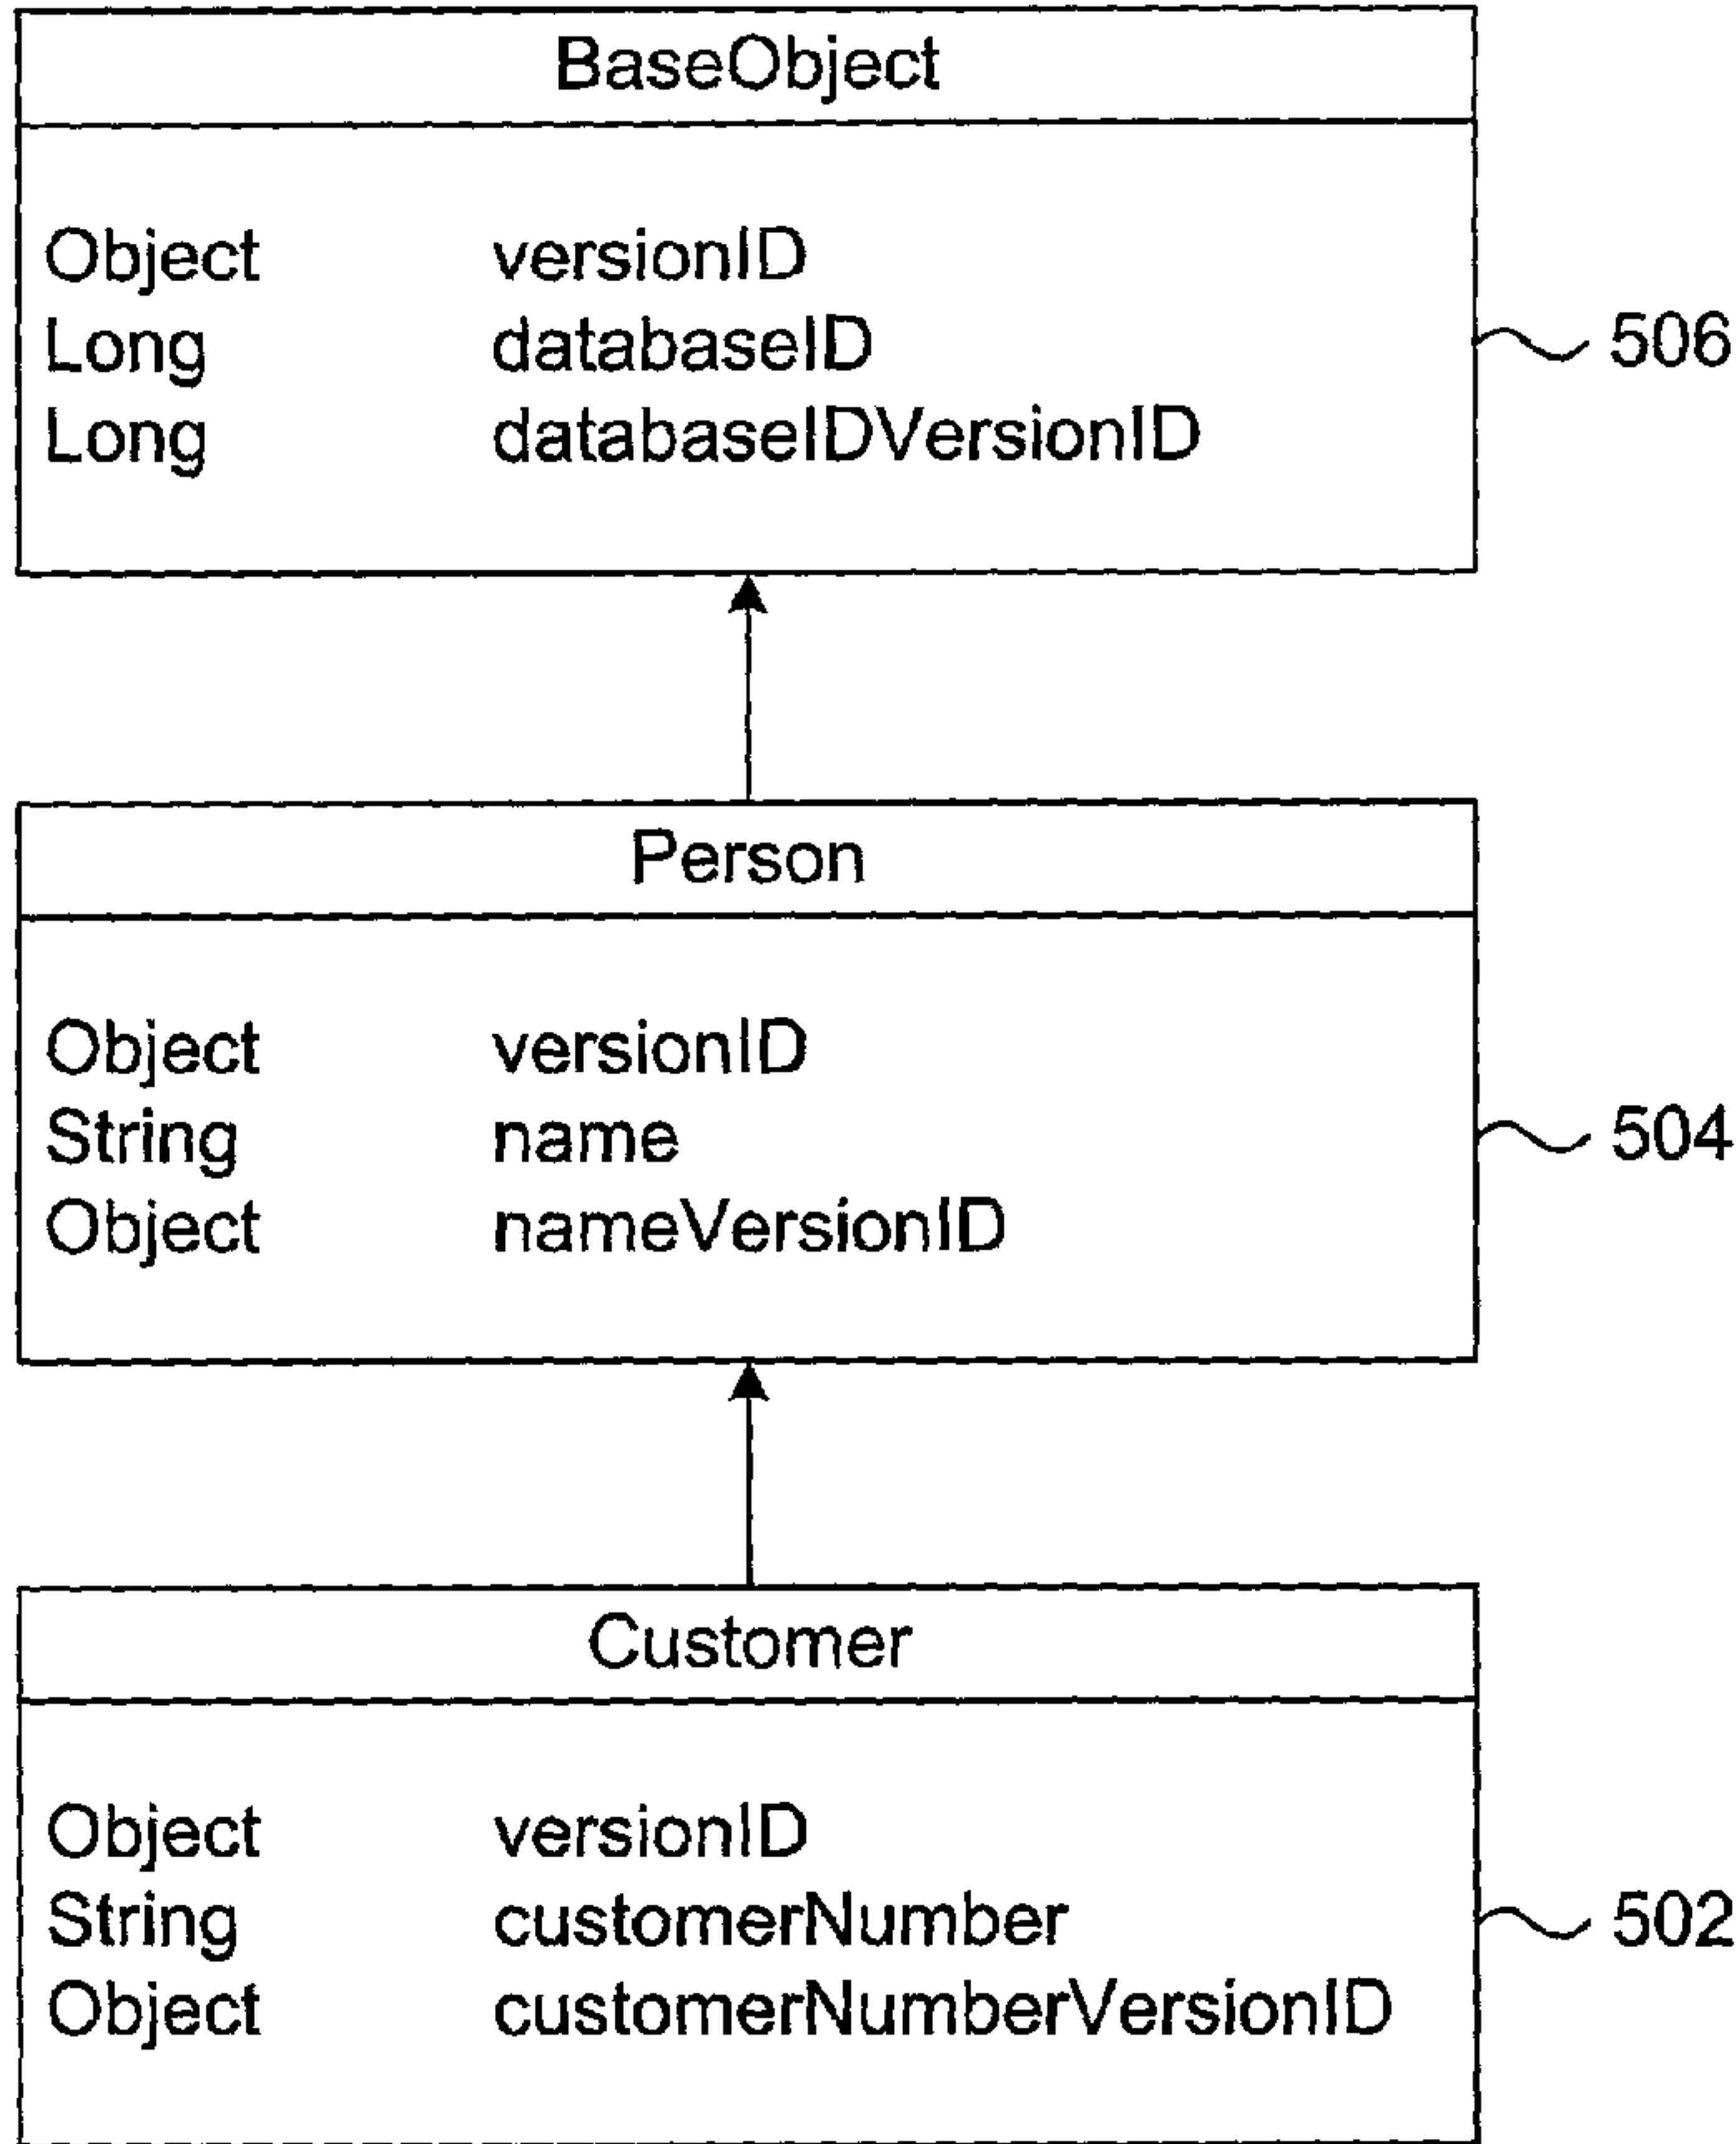 BaseObject
Object versionID
Long databaseID
Long databaseIDVersionID
506
Person
Object versionID
String name
Object nameVersionID
504
Customer
Object versionID
String customerNumber
Object customerNumberVersionID
502